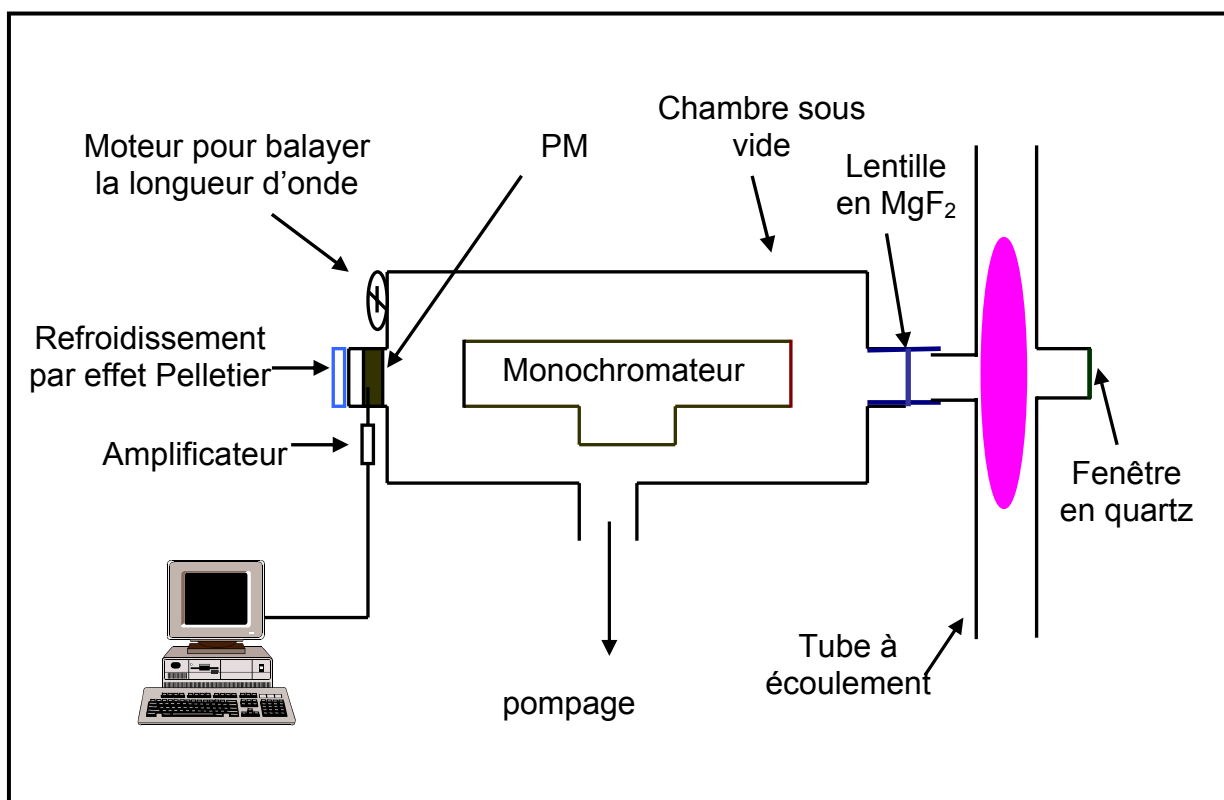 Moteur pour balayer
la longueur d’onde
PM
Chambre sous
vide
Lentille
en MgF₂
Refroidissement
par effet Pelletier
Monochromateur
Amplificateur
Fenêtre
en quartz
Tube à
écoulement
pompage